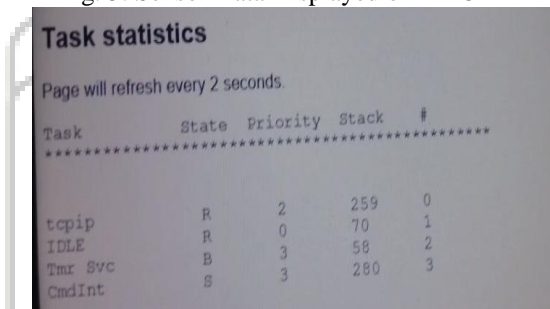 Task statistics
Page will refresh every 2 seconds.
Task State Priority Stack #
**********************************************
tcpip R 2 259 0
IDLE R 0 70 1
Tmr Svc B 3 58 2
CmdInt S 3 280 3